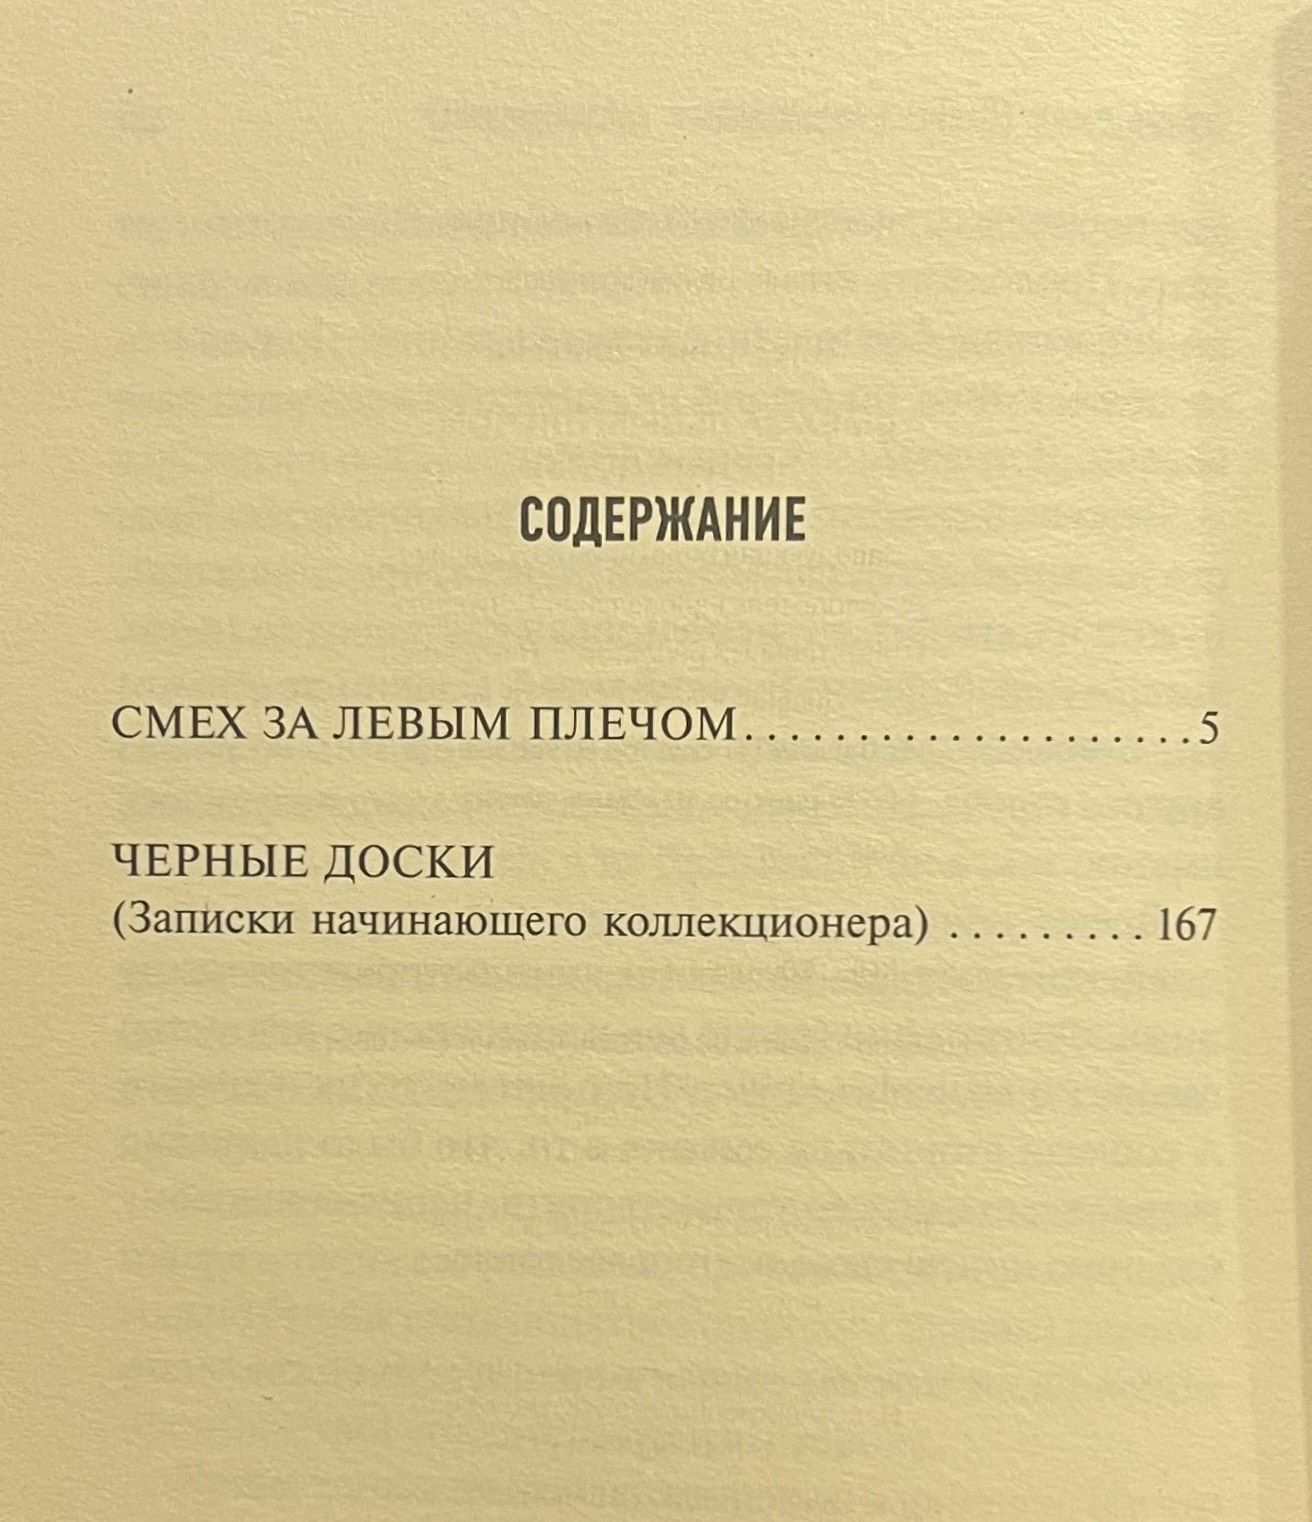 СОДЕРЖАНИЕ
СМЕХ ЗА ЛЕВЫМ ПЛЕЧОМ.....................5
ЧЕРНЫЕ ДОСКИ
(Записки начинающего коллекционера) ......... 167